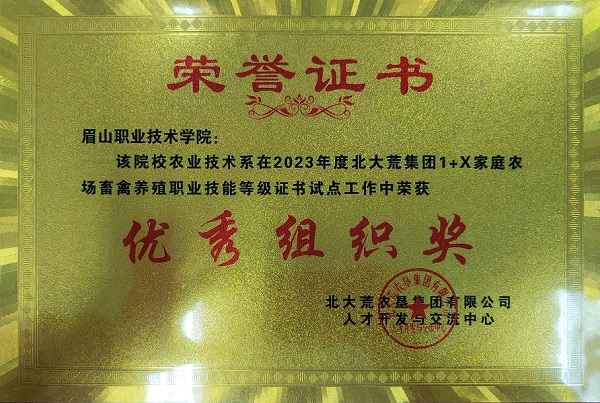 荣誉证书
眉山职业技术学院：
该院校农业技术系在2023年度北大荒集团1+X家庭农
场畜禽养殖职业技能等级证书试点工作中荣获
优秀组织奖
北大荒农垦集团有限公司
人才开发与交流中心